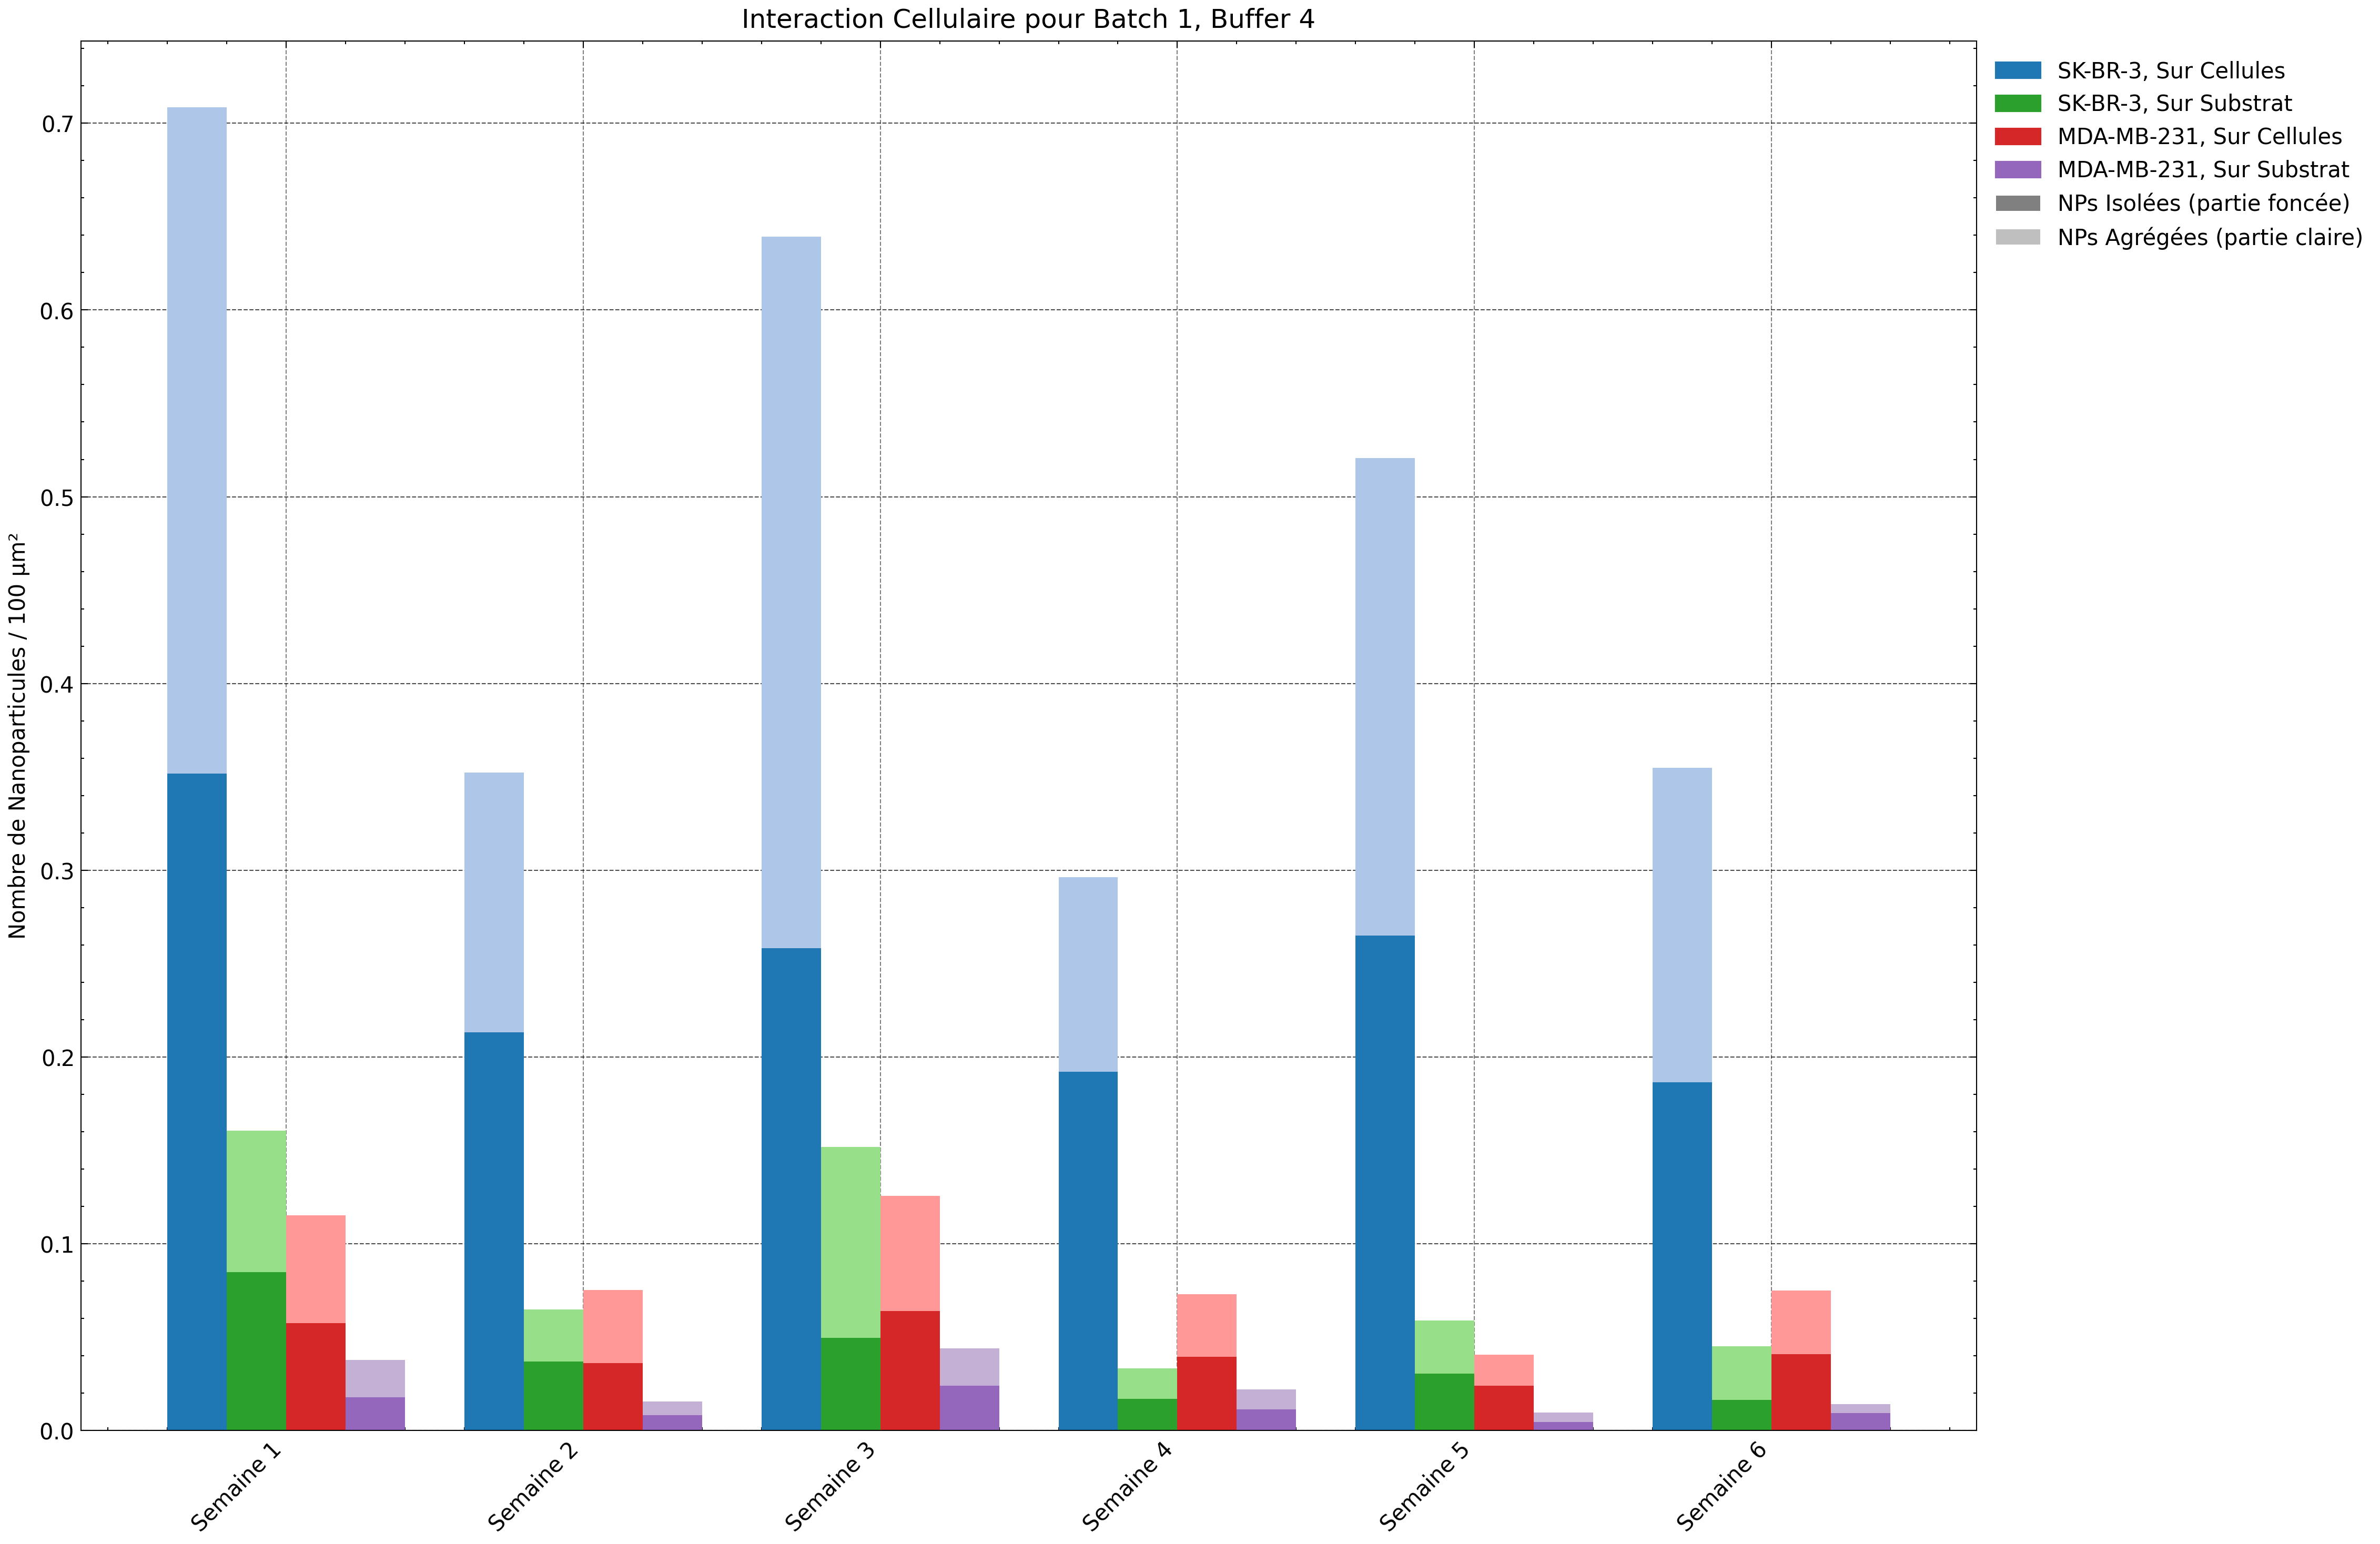 Interaction Cellulaire pour Batch 1, Buffer 4
Nombre de Nanoparticules / 100 µm²
0.7
0.6
0.5
0.4
0.3
0.2
0.1
0.0
Semaine 1
Semaine 2
Semaine 3
Semaine 4
Semaine 5
Semaine 6
SK-BR-3, Sur Cellules
SK-BR-3, Sur Substrat
MDA-MB-231, Sur Cellules
MDA-MB-231, Sur Substrat
NPs Isolées (partie foncée)
NPs Agrégées (partie claire)